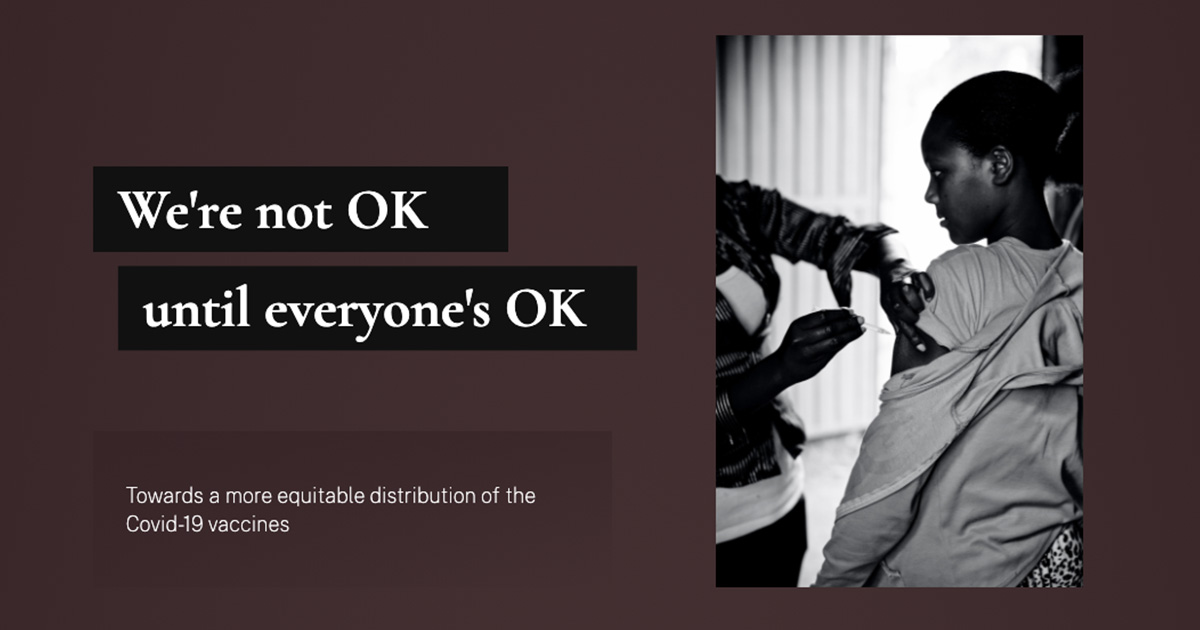 We're not OK
until everyone's OK
Towards a more equitable distribution of the
Covid-19 vaccines